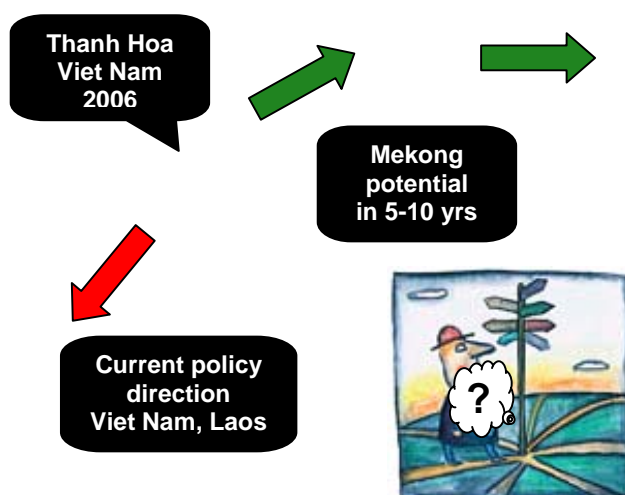 Thanh Hoa
Viet Nam
2006
Mekong
potential
in 5-10 yrs
Current policy
direction
Viet Nam, Laos
?